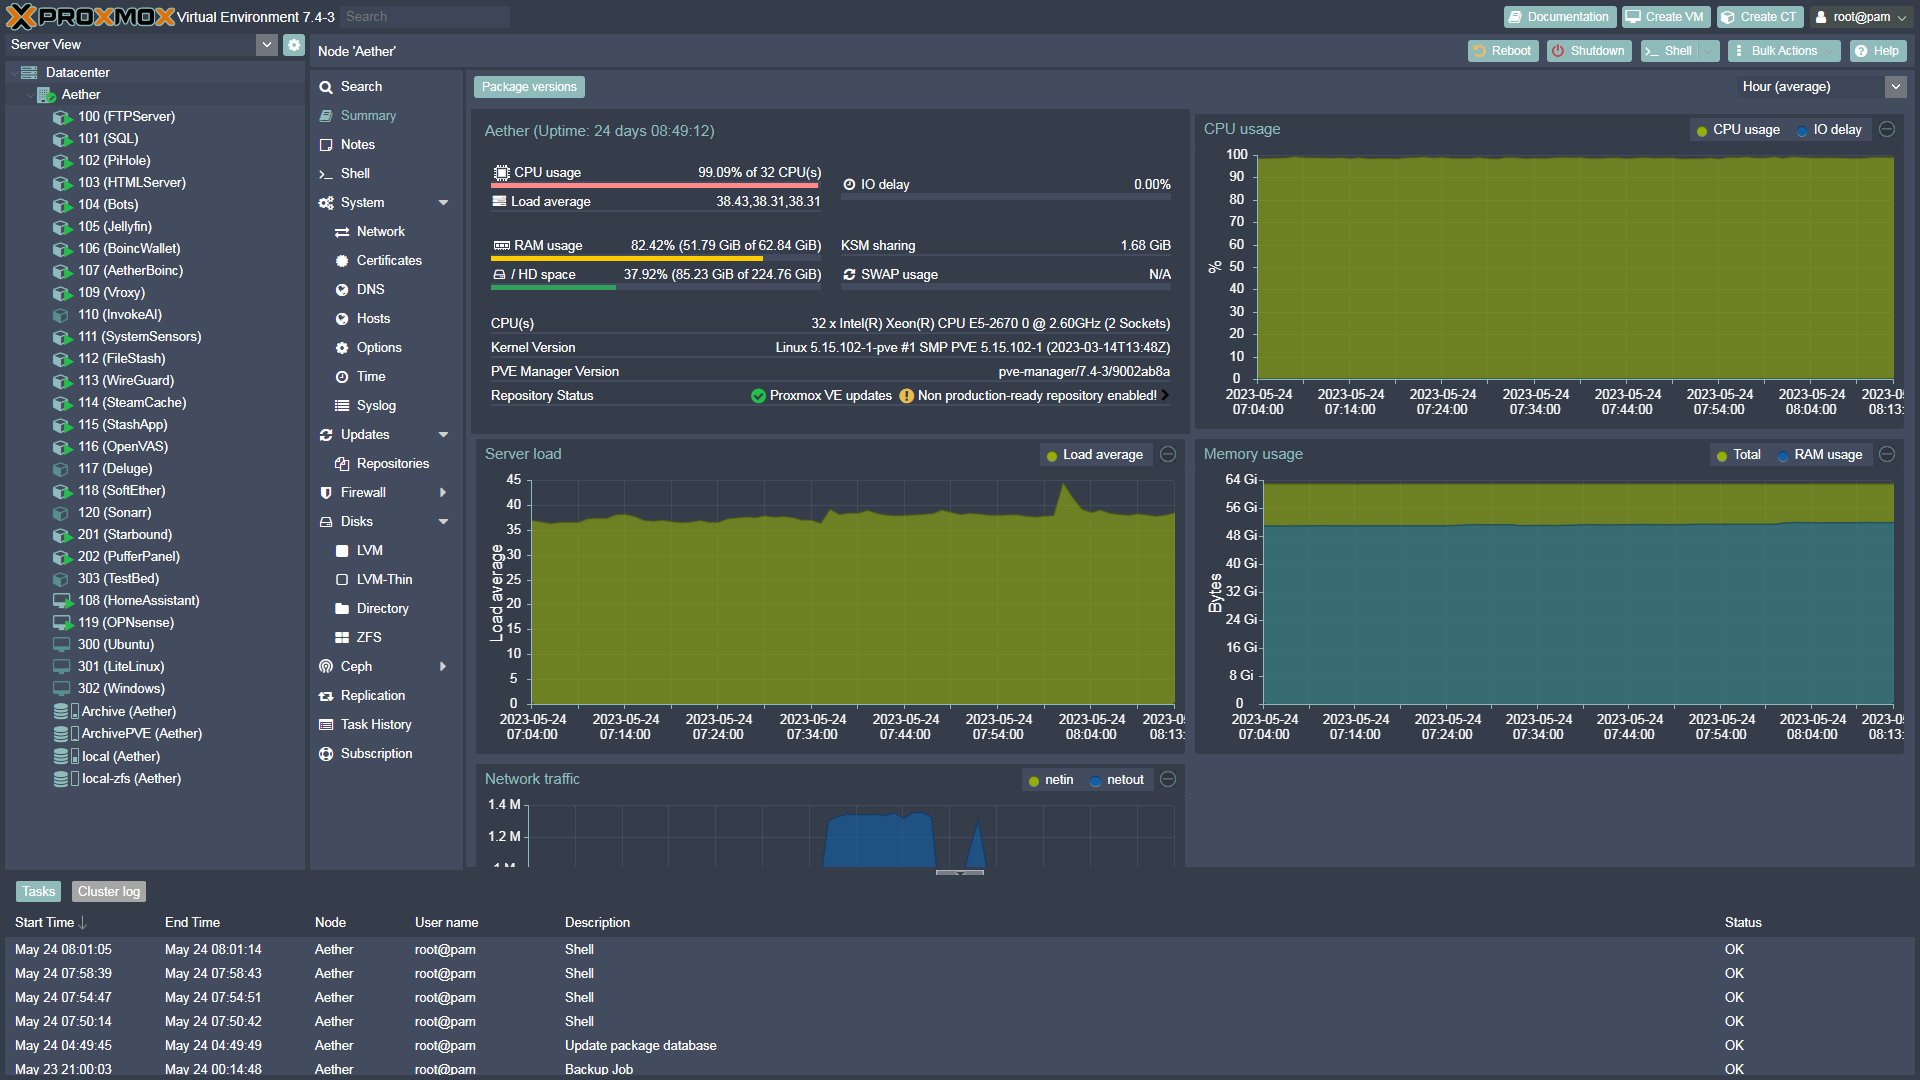 PROXMOX Virtual Environment 7.4-3 Search
Documentation Create VM Create CT root@pam
Server View
Datacenter
Aether
100 (FTPServer)
101 (SQL)
102 (PiHole)
103 (HTMLServer)
104 (Bots)
105 (Jellyfin)
106 (BoincWallet)
107 (AetherBoinc)
109 (Vroxy)
110 (InvokeAI)
111 (SystemSensors)
112 (FileStash)
113 (WireGuard)
114 (SteamCache)
115 (StashApp)
116 (OpenVAS)
117 (Deluge)
118 (SoftEther)
120 (Sonarr)
201 (Starbound)
202 (PufferPanel)
303 (TestBed)
108 (HomeAssistant)
119 (OPNsense)
300 (Ubuntu)
301 (LiteLinux)
302 (Windows)
Archive (Aether)
ArchivePVE (Aether)
local (Aether)
local-zfs (Aether)
Node 'Aether'
Reboot Shutdown >_ Shell Bulk Actions Help
Search
Summary
Notes
>_ Shell
System
Network
Certificates
DNS
Hosts
Options
Time
Syslog
Updates
Repositories
Firewall
Disks
LVM
LVM-Thin
Directory
ZFS
Ceph
Replication
Task History
Subscription
Package versions
Hour (average)
Aether (Uptime: 24 days 08:49:12)
CPU usage 99.09% of 32 CPU(s)
IO delay 0.00%
Load average 38.43,38.31,38.31
RAM usage 82.42% (51.79 GiB of 62.84 GiB)
KSM sharing 1.68 GiB
/ HD space 37.92% (85.23 GiB of 224.76 GiB)
SWAP usage N/A
CPU(s) 32 x Intel(R) Xeon(R) CPU E5-2670 0 @ 2.60GHz (2 Sockets)
Kernel Version Linux 5.15.102-1-pve #1 SMP PVE 5.15.102-1 (2023-03-14T13:48Z)
PVE Manager Version pve-manager/7.4-3/9002ab8a
Repository Status Proxmox VE updates Non production-ready repository enabled!
CPU usage
CPU usage IO delay
100
90
80
70
60
50
40
30
20
10
0
%
2023-05-24 2023-05-24 2023-05-24 2023-05-24 2023-05-24 2023-05-24 2023-05-24 2023-0
07:04:00 07:14:00 07:24:00 07:34:00 07:44:00 07:54:00 08:04:00 08:13:
Server load
Load average
45
40
35
30
25
20
15
10
5
0
Load average
2023-05-24 2023-05-24 2023-05-24 2023-05-24 2023-05-24 2023-05-24 2023-05-24 2023-0
07:04:00 07:14:00 07:24:00 07:34:00 07:44:00 07:54:00 08:04:00 08:13:
Memory usage
Total RAM usage
64 Gi
56 Gi
48 Gi
40 Gi
32 Gi
24 Gi
16 Gi
8 Gi
0
Bytes
2023-05-24 2023-05-24 2023-05-24 2023-05-24 2023-05-24 2023-05-24 2023-05-24 2023-0
07:04:00 07:14:00 07:24:00 07:34:00 07:44:00 07:54:00 08:04:00 08:13:
Network traffic
netin netout
1.4 M
1.2 M
1 M
Tasks Cluster log
Start Time End Time Node User name Description Status
May 24 08:01:05 May 24 08:01:14 Aether root@pam Shell OK
May 24 07:58:39 May 24 07:58:43 Aether root@pam Shell OK
May 24 07:54:47 May 24 07:54:51 Aether root@pam Shell OK
May 24 07:50:14 May 24 07:50:42 Aether root@pam Shell OK
May 24 04:49:45 May 24 04:49:49 Aether root@pam Update package database OK
May 23 21:00:03 May 24 00:14:48 Aether root@pam Backup Job OK